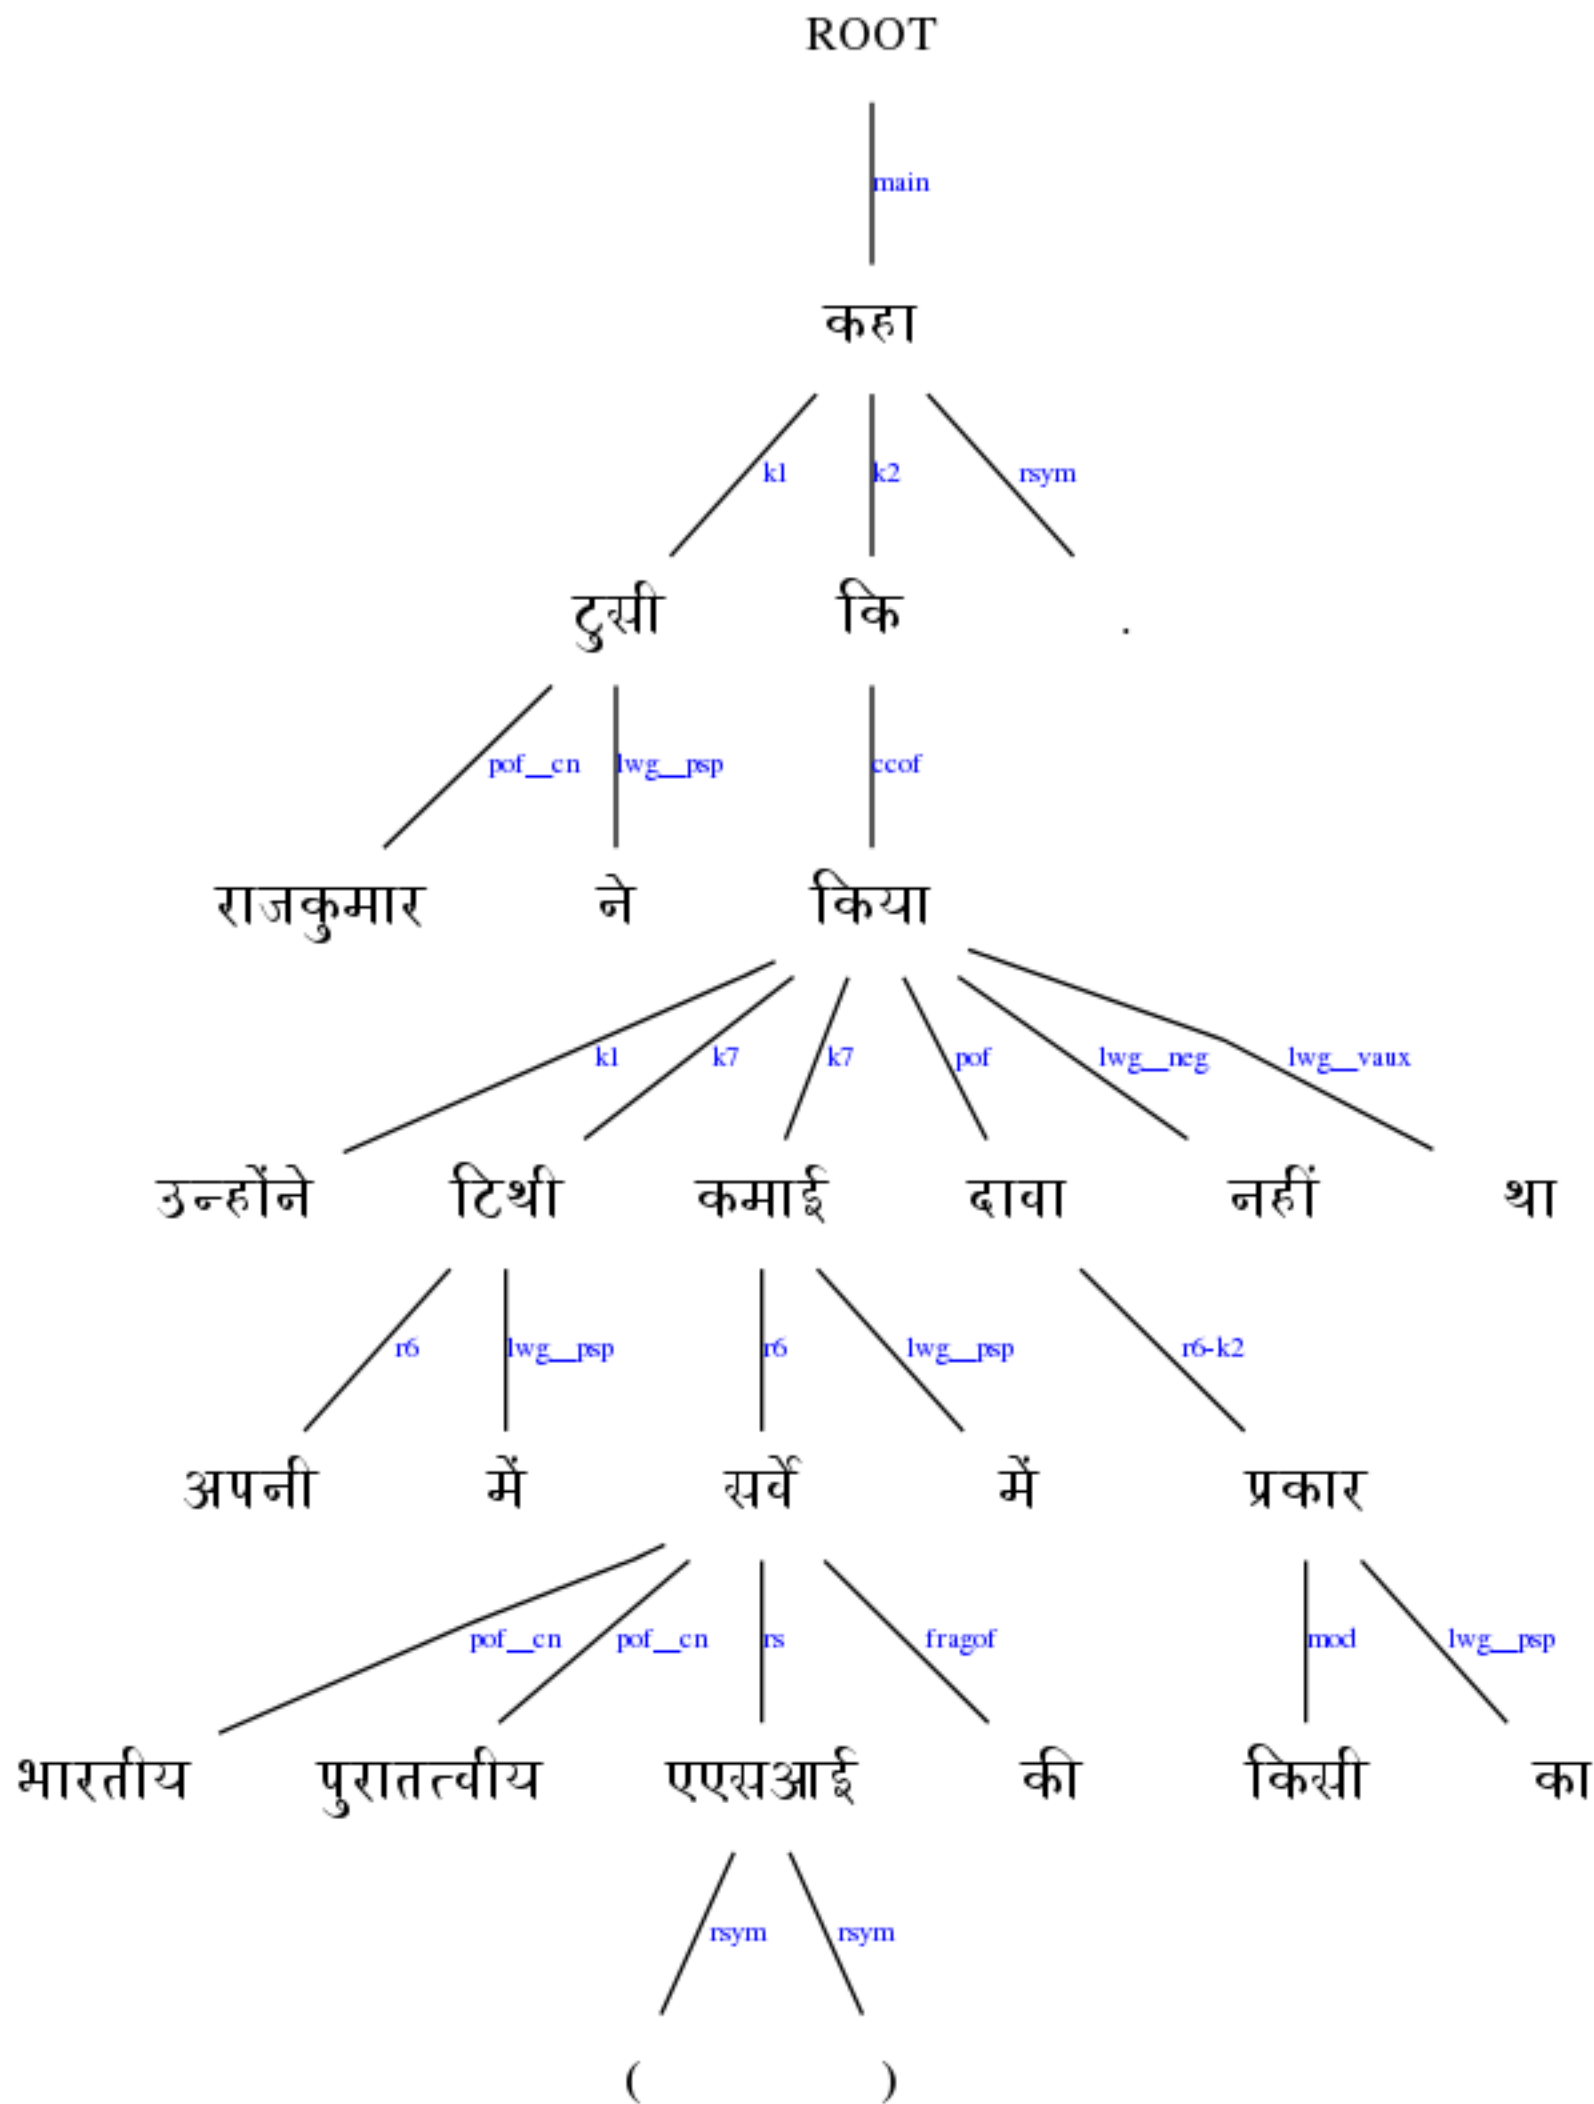 ROOT
main
कहा
k1 k2 rsym
टुसी कि .
pof__cn lwg__psp ccof
राजकुमार ने किया
k1 k7 k7 pof lwg__neg lwg__vaux
उन्होंने टिथी कमाई दावा नहीं था
r6 lwg__psp r6 lwg__psp r6-k2
अपनी में सर्वे में प्रकार
pof__cn pof__cn rs fragof mod lwg__psp
भारतीय पुरातत्वीय एएसआई की किसी का
rsym rsym
( )